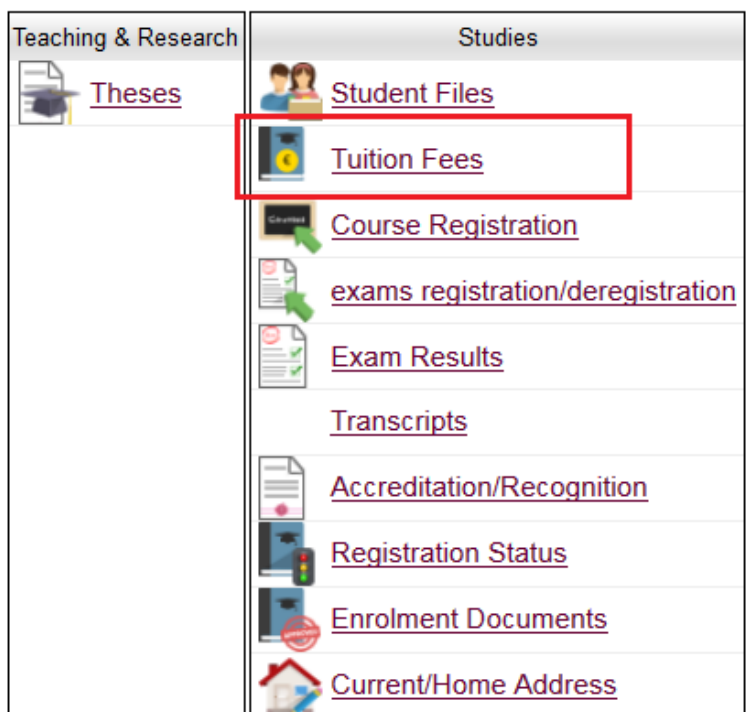 Teaching & Research
Theses
Studies
Student Files
Tuition Fees
Course Registration
exams registration/deregistration
Exam Results
Transcripts
Accreditation/Recognition
Registration Status
Enrolment Documents
Current/Home Address